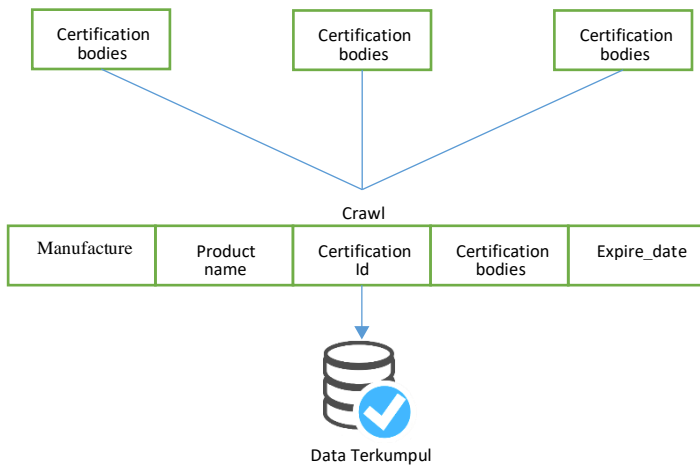 Certification
bodies
Certification
bodies
Certification
bodies
Crawl
Manufacture
Product
name
Certification
Id
Certification
bodies
Expire_date
Data Terkumpul